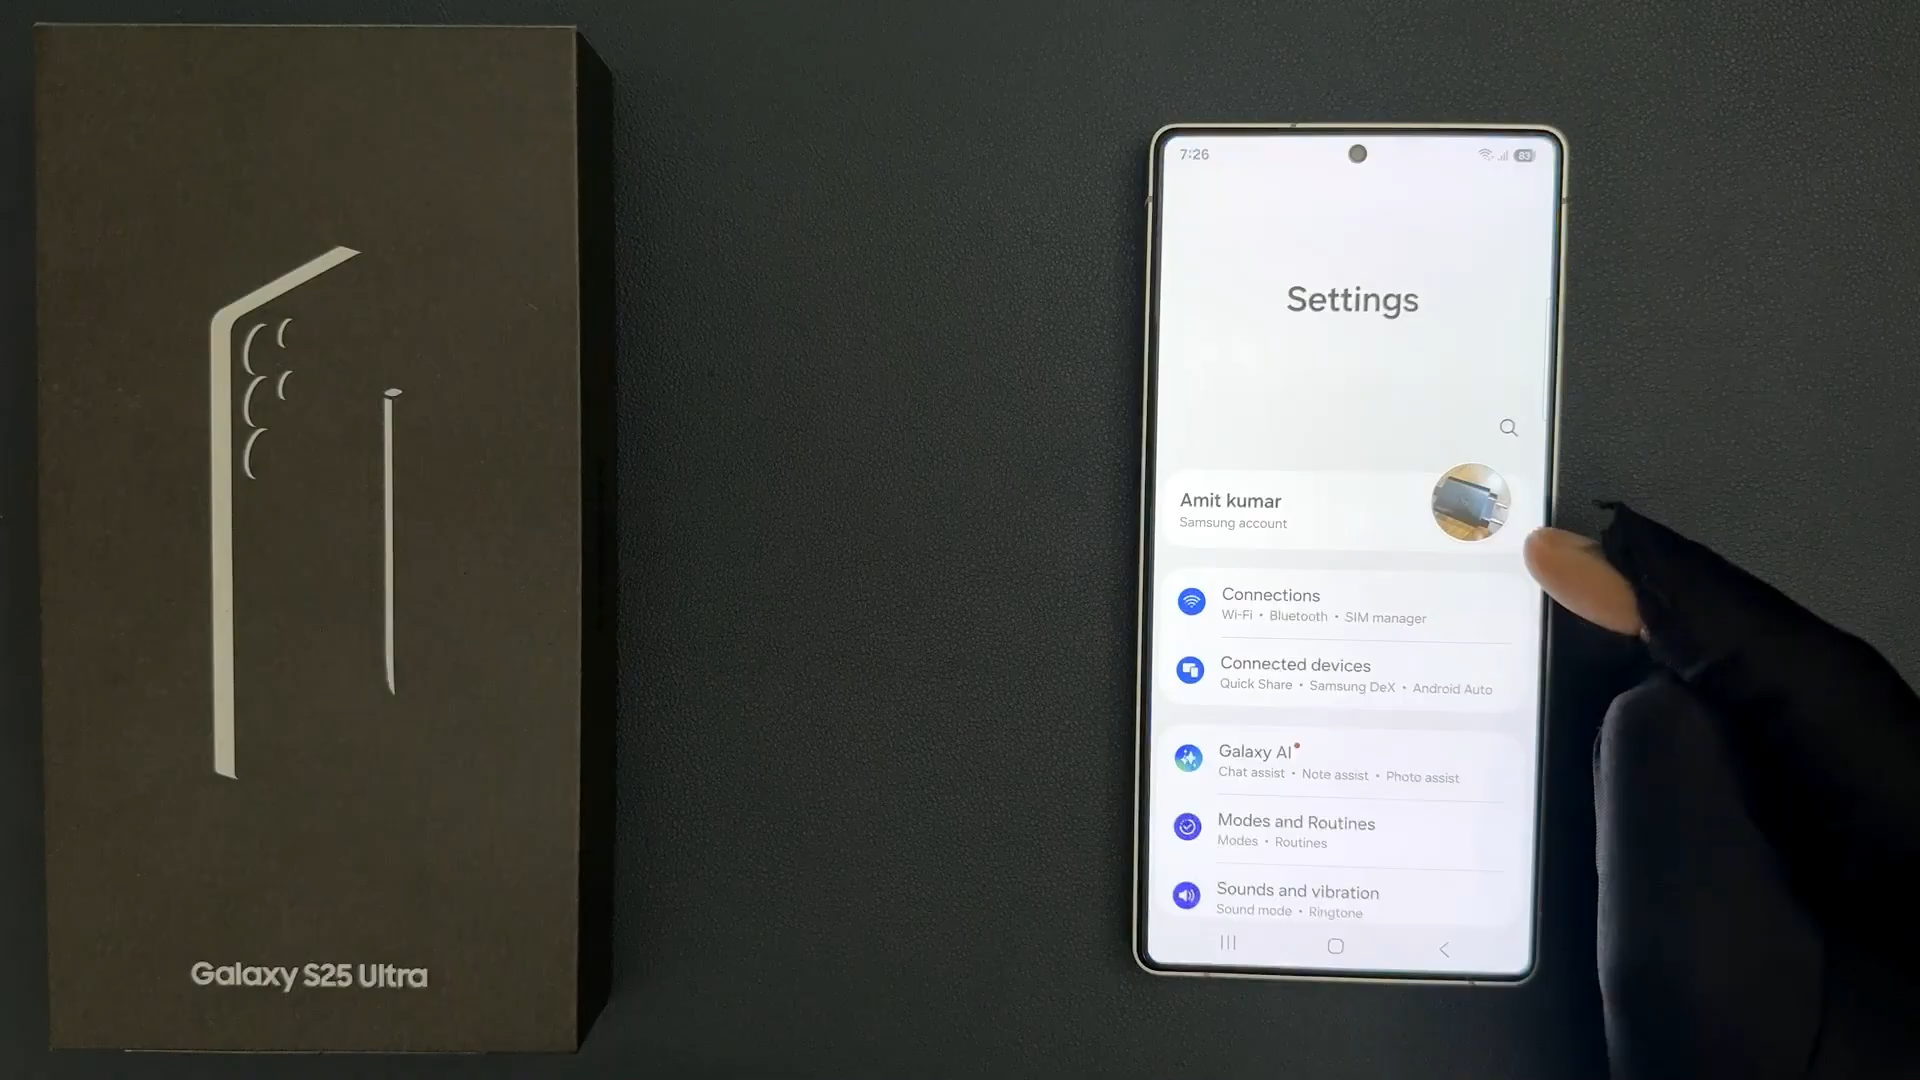 Galaxy S25 Ultra
7:26
83
Settings
Amit kumar
Samsung account
Connections
Wi-Fi • Bluetooth • SIM manager
Connected devices
Quick Share • Samsung DeX • Android Auto
Galaxy AI
Chat assist • Note assist • Photo assist
Modes and Routines
Modes • Routines
Sounds and vibration
Sound mode • Ringtone